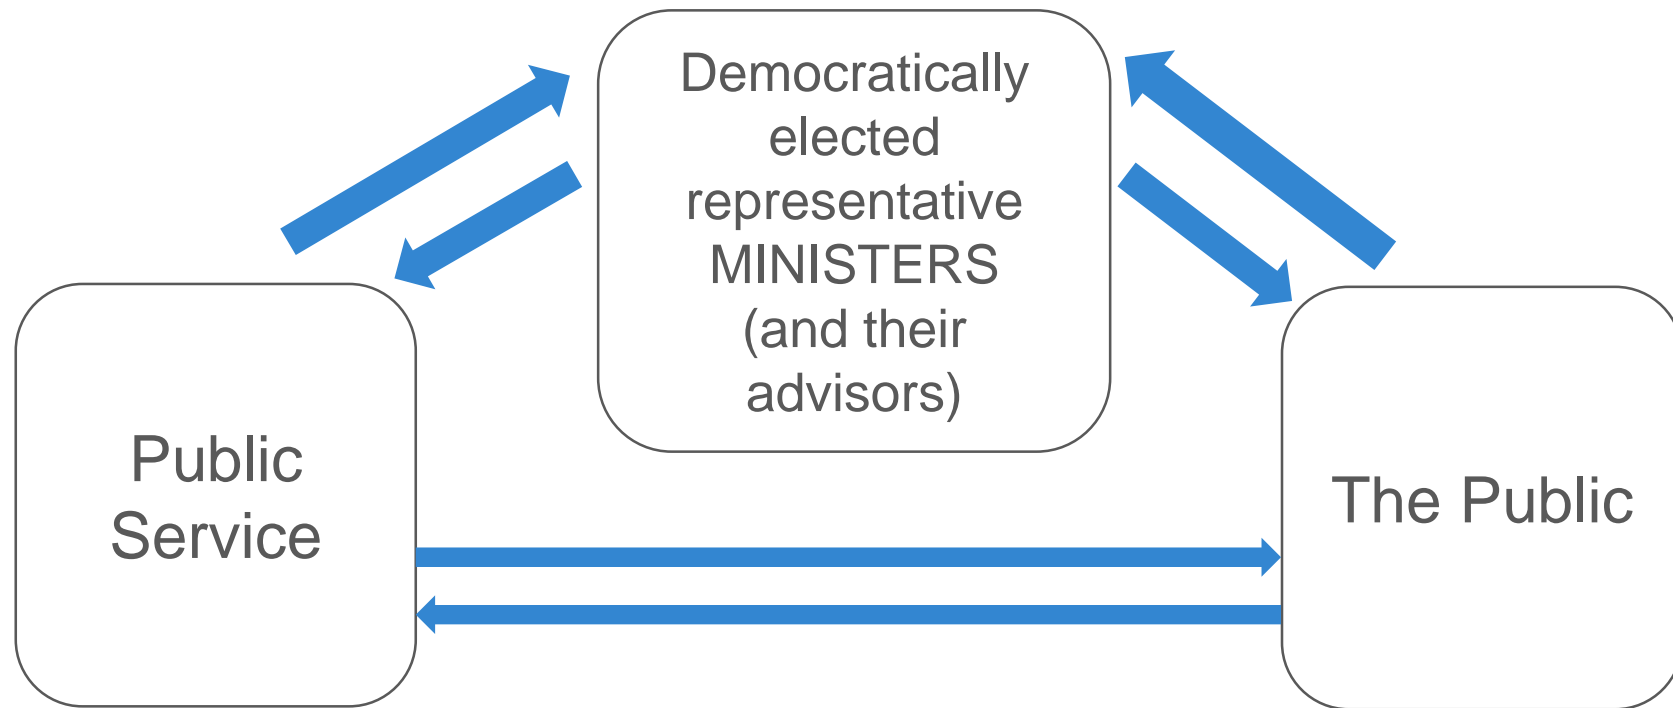 Democratically
elected
representative
MINISTERS
(and their
advisors)
Public
Service
The Public